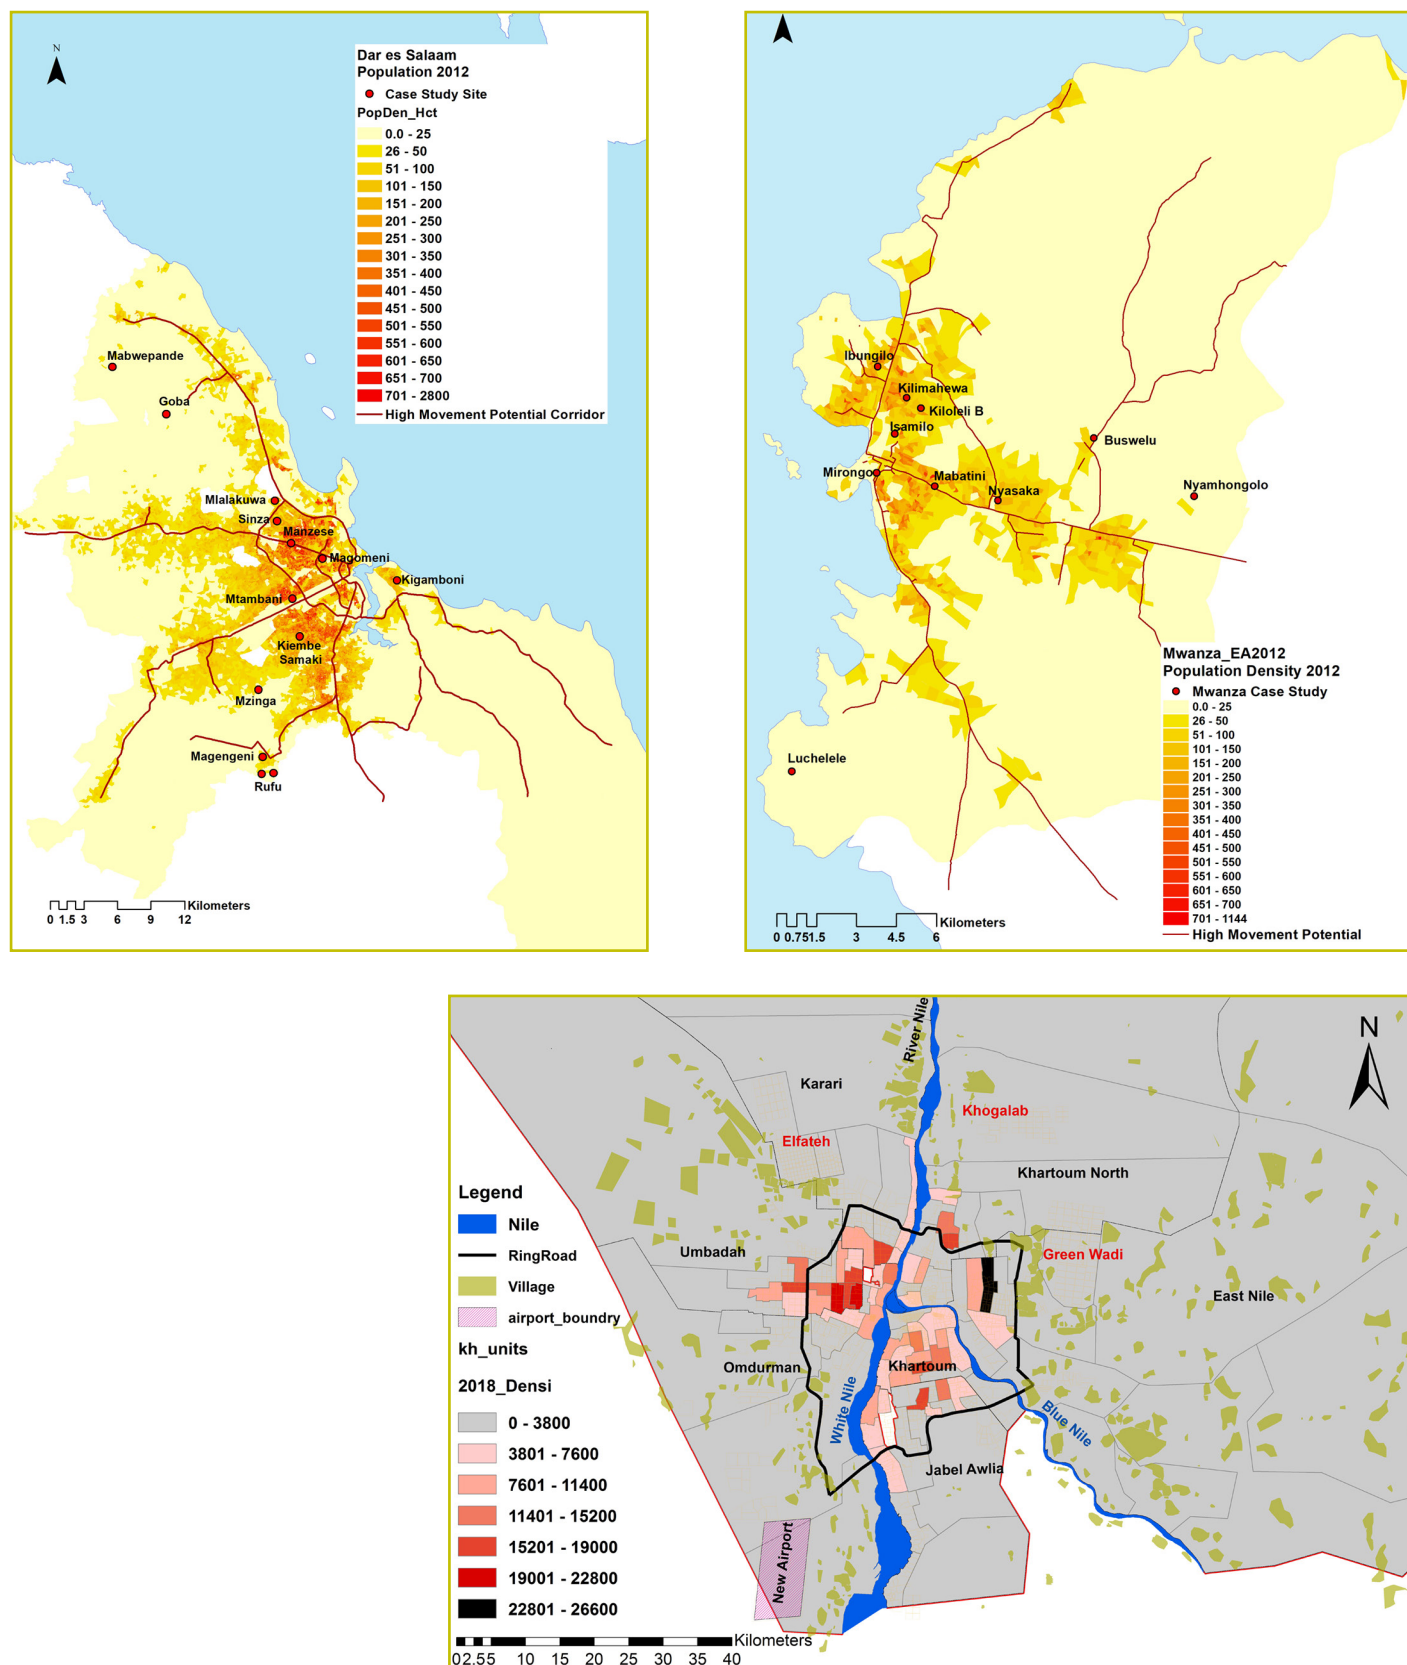 N
Dar es Salaam
Population 2012
Case Study Site
PopDen_Hct
0.0 - 25
26 - 50
51 - 100
101 - 150
151 - 200
201 - 250
251 - 300
301 - 350
351 - 400
401 - 450
451 - 500
501 - 550
551 - 600
601 - 650
651 - 700
701 - 2800
High Movement Potential Corridor
Mabwepande
Goba
Mlalakuwa
Sinza
Manzese
Magomeni
Kigamboni
Mtambani
Kiembe
Samaki
Mzinga
Magengeni
Rufu
Kilometers
0 1.5 3 6 9 12
Ibungilo
Kilimahewa
Kiloleli B
Isamilo
Buswelu
Mirongo
Mabatini
Nyasaka
Nyamhongolo
Luchelele
Mwanza_EA2012
Population Density 2012
Mwanza Case Study
0.0 - 25
26 - 50
51 - 100
101 - 150
151 - 200
201 - 250
251 - 300
301 - 350
351 - 400
401 - 450
451 - 500
501 - 550
551 - 600
601 - 650
651 - 700
701 - 1144
High Movement Potential
Kilometers
0 0.751.5 3 4.5 6
River Nile
N
Karari
Khogalab
Elfateh
Khartoum North
Umbadah
Green Wadi
East Nile
Omdurman
Khartoum
White Nile
Blue Nile
Jabel Awlia
New Airport
Legend
Nile
RingRoad
Village
airport_boundry
kh_units
2018_Densi
0 - 3800
3801 - 7600
7601 - 11400
11401 - 15200
15201 - 19000
19001 - 22800
22801 - 26600
Kilometers
02.55 10 15 20 25 30 35 40